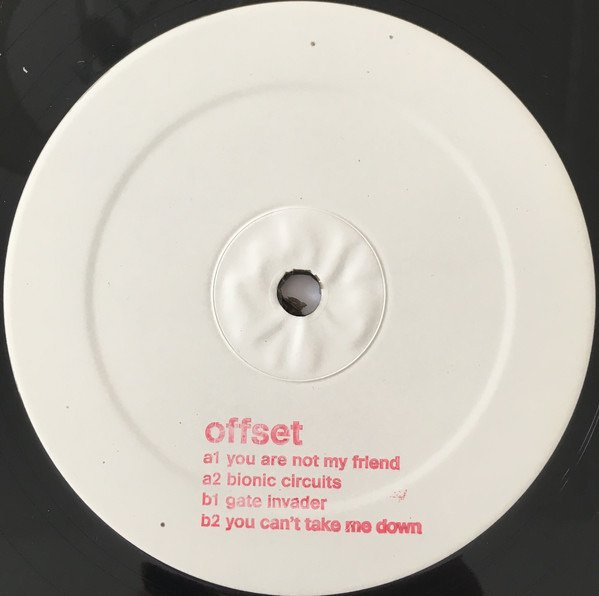 offset
a1 you are not my friend
a2 bionic circuits
b1 gate invader
b2 you can't take me down